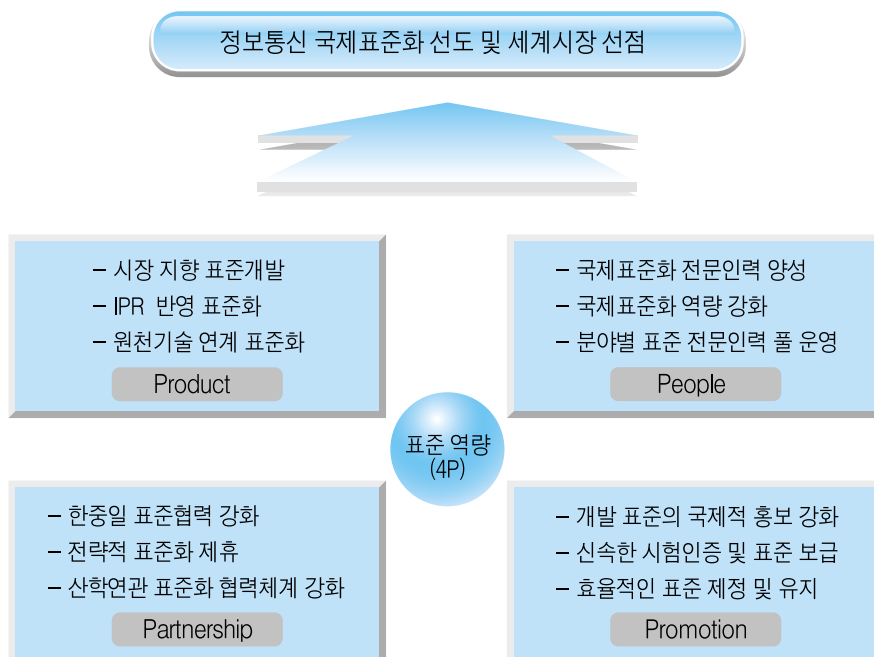 정보통신 국제표준화 선도 및 세계시장 선점
– 시장 지향 표준개발
– IPR 반영 표준화
– 원천기술 연계 표준화
Product
– 국제표준화 전문인력 양성
– 국제표준화 역량 강화
– 분야별 표준 전문인력 풀 운영
People
표준 역량
(4P)
– 한중일 표준협력 강화
– 전략적 표준화 제휴
– 산학연관 표준화 협력체계 강화
Partnership
– 개발 표준의 국제적 홍보 강화
– 신속한 시험인증 및 표준 보급
– 효율적인 표준 제정 및 유지
Promotion